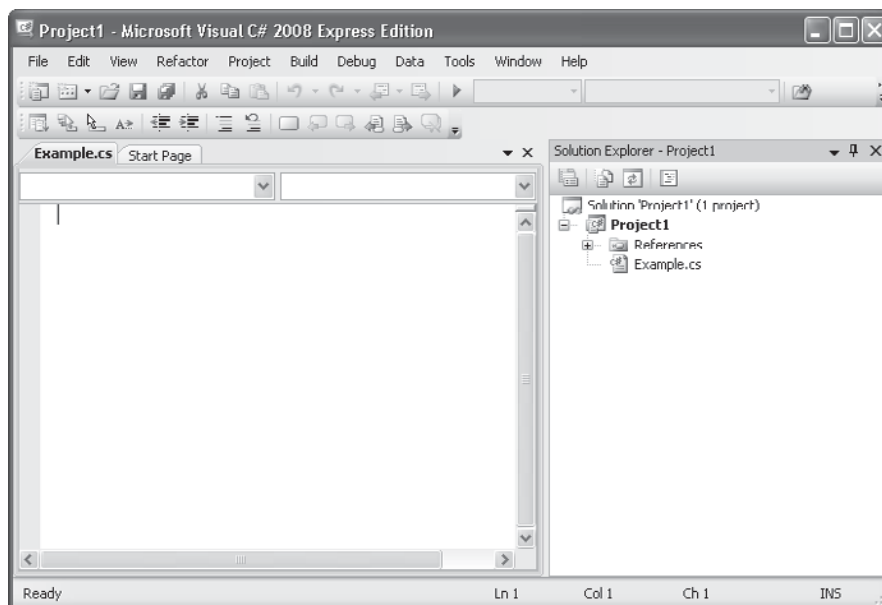 Project1 - Microsoft Visual C# 2008 Express Edition
File Edit View Refactor Project Build Debug Data Tools Window Help
Example.cs Start Page
Solution Explorer - Project1
Solution 'Project1' (1 project)
Project1
References
Example.cs
Ready Ln 1 Col 1 Ch 1 INS